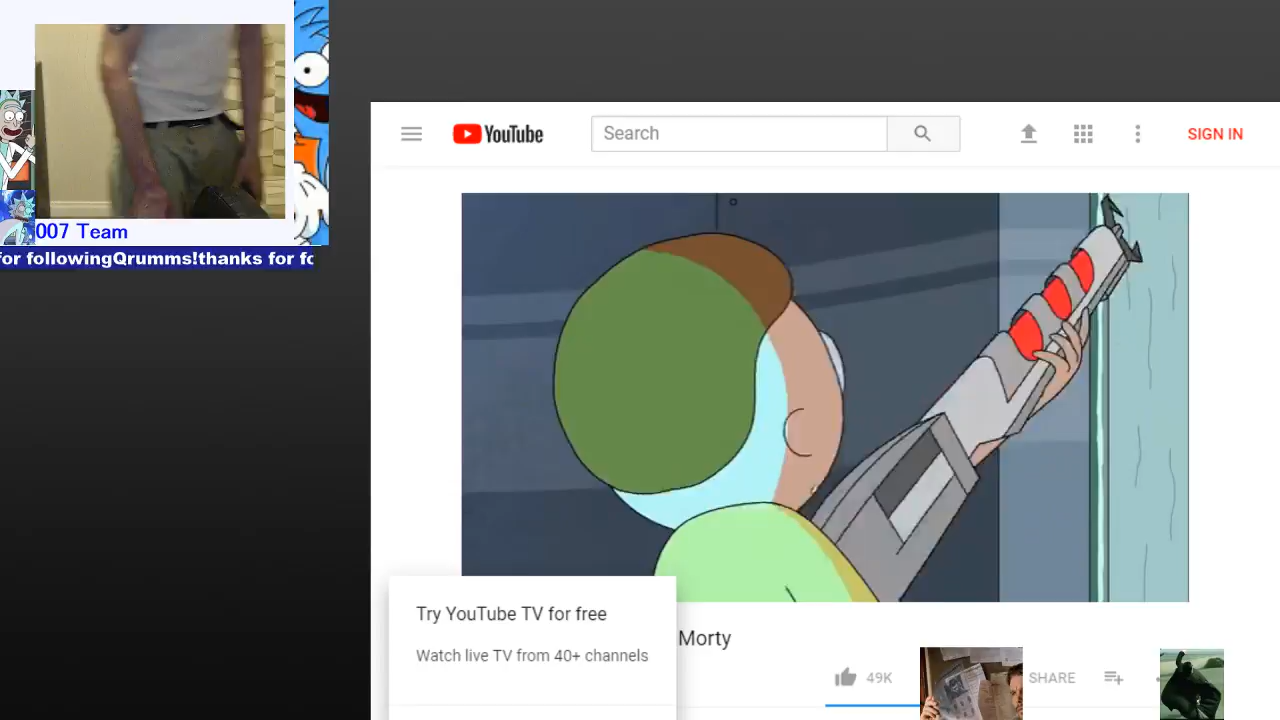 YouTube
Search
SIGN IN
007 Team
for followingQrumms!thanks for fo
Try YouTube TV for free
Watch live TV from 40+ channels
Morty
49K
SHARE